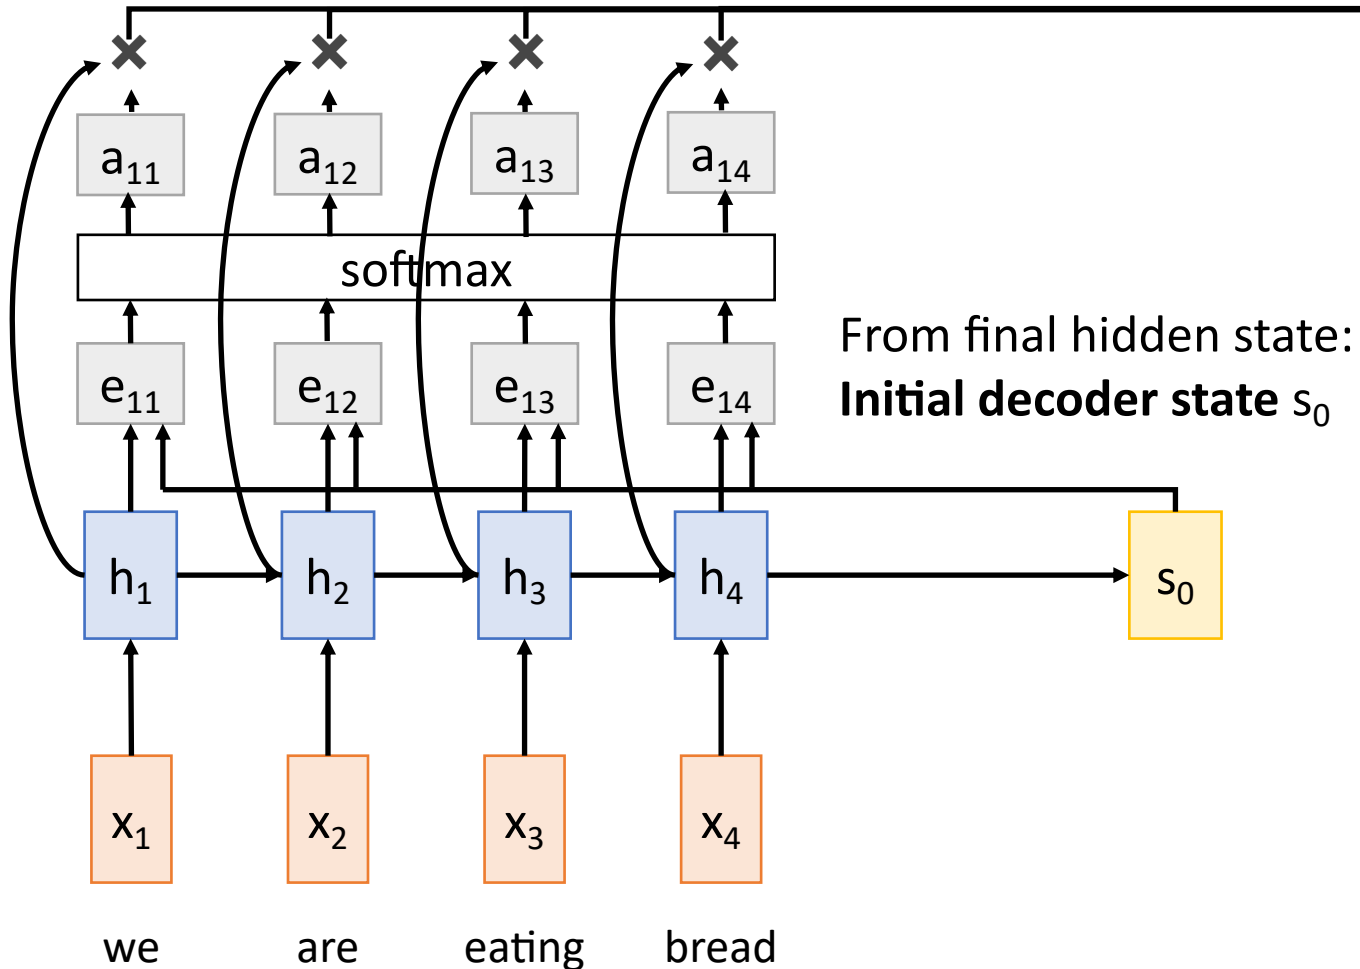 a₁₁ a₁₂ a₁₃ a₁₄
softmax
e₁₁ e₁₂ e₁₃ e₁₄
From final hidden state:
Initial decoder state s₀
h₁ h₂ h₃ h₄ s₀
x₁ x₂ x₃ x₄
we are eating bread